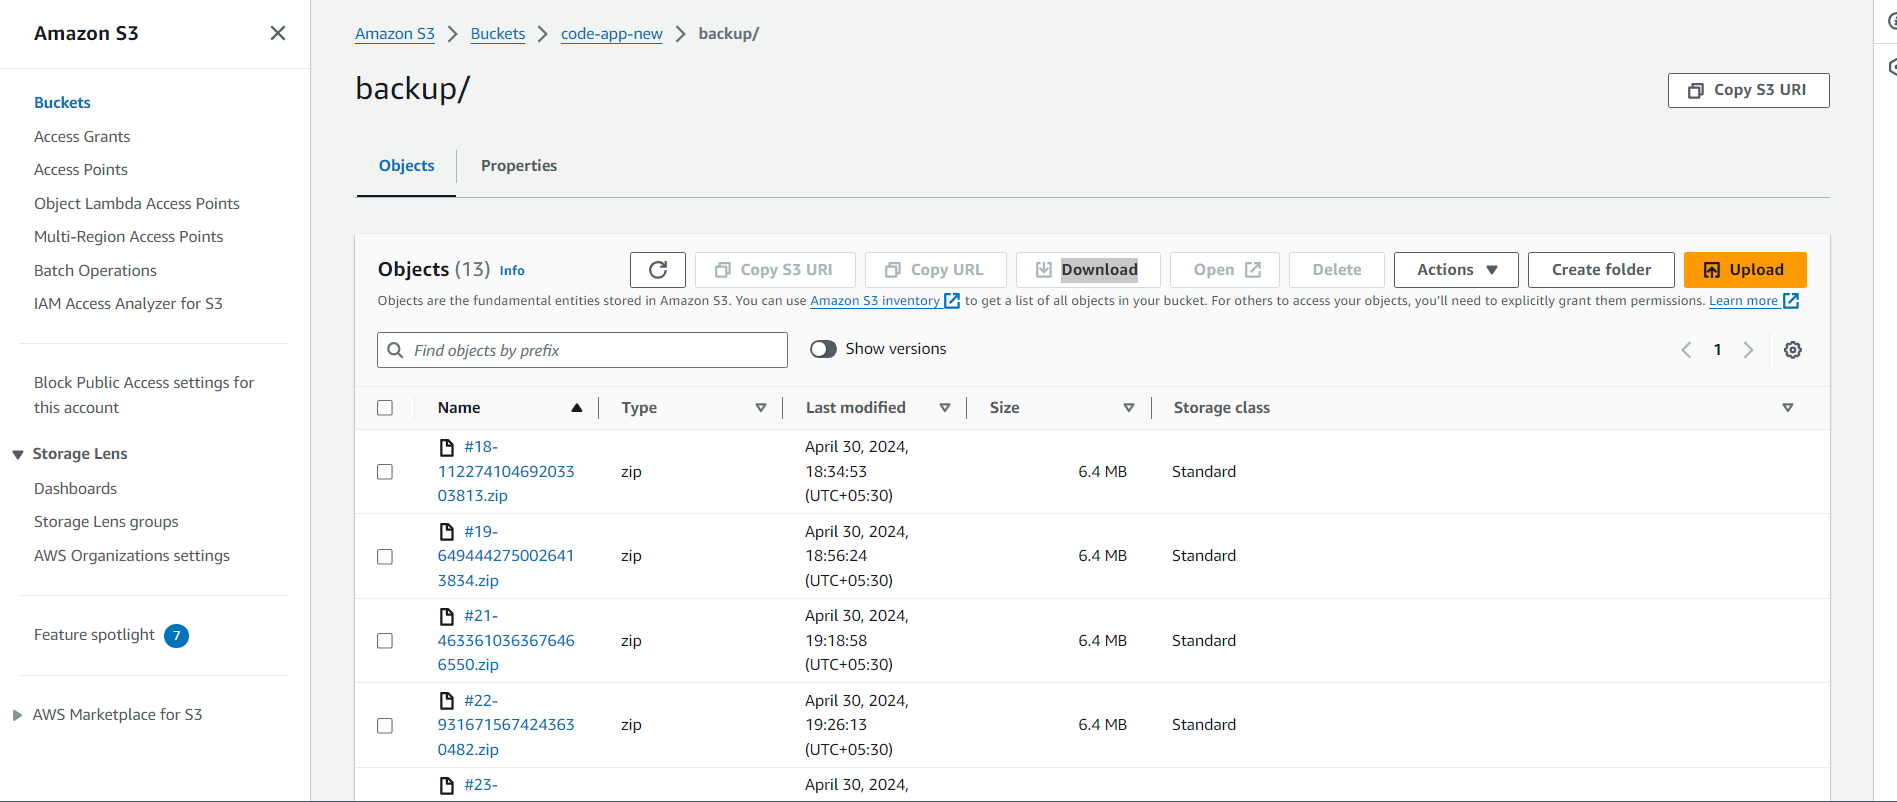 Amazon S3
Buckets
Access Grants
Access Points
Object Lambda Access Points
Multi-Region Access Points
Batch Operations
IAM Access Analyzer for S3
Block Public Access settings for
this account
Storage Lens
Dashboards
Storage Lens groups
AWS Organizations settings
Feature spotlight 7
AWS Marketplace for S3
Amazon S3 > Buckets > code-app-new > backup/
backup/
Copy S3 URI
Objects Properties
Objects (13) Info Copy S3 URI Copy URL Download Open Delete Actions Create folder Upload
Objects are the fundamental entities stored in Amazon S3. You can use Amazon S3 inventory to get a list of all objects in your bucket. For others to access your objects, you'll need to explicitly grant them permissions. Learn more
Find objects by prefix Show versions 1
Name Type Last modified Size Storage class
#18-
112274104692033
03813.zip
zip
April 30, 2024,
18:34:53
(UTC+05:30)
6.4 MB
Standard
#19-
649444275002641
3834.zip
zip
April 30, 2024,
18:56:24
(UTC+05:30)
6.4 MB
Standard
#21-
463361036367646
6550.zip
zip
April 30, 2024,
19:18:58
(UTC+05:30)
6.4 MB
Standard
#22-
931671567424363
0482.zip
zip
April 30, 2024,
19:26:13
(UTC+05:30)
6.4 MB
Standard
#23-
April 30, 2024,